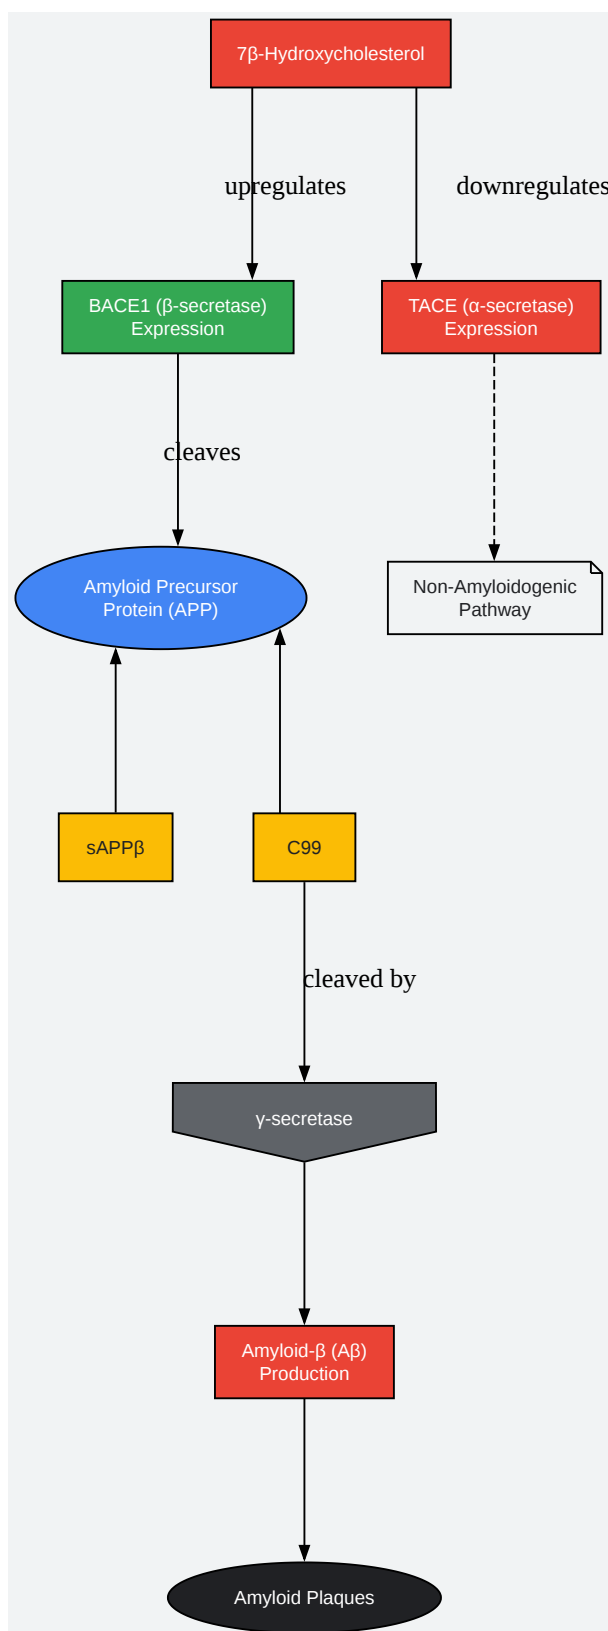 7β-Hydroxycholesterol
upregulates
downregulates
BACE1 (β-secretase)
Expression
TACE (α-secretase)
Expression
cleaves
Amyloid Precursor
Protein (APP)
Non-Amyloidogenic
Pathway
sAPPβ
C99
cleaved by
γ-secretase
Amyloid-β (Aβ)
Production
Amyloid Plaques